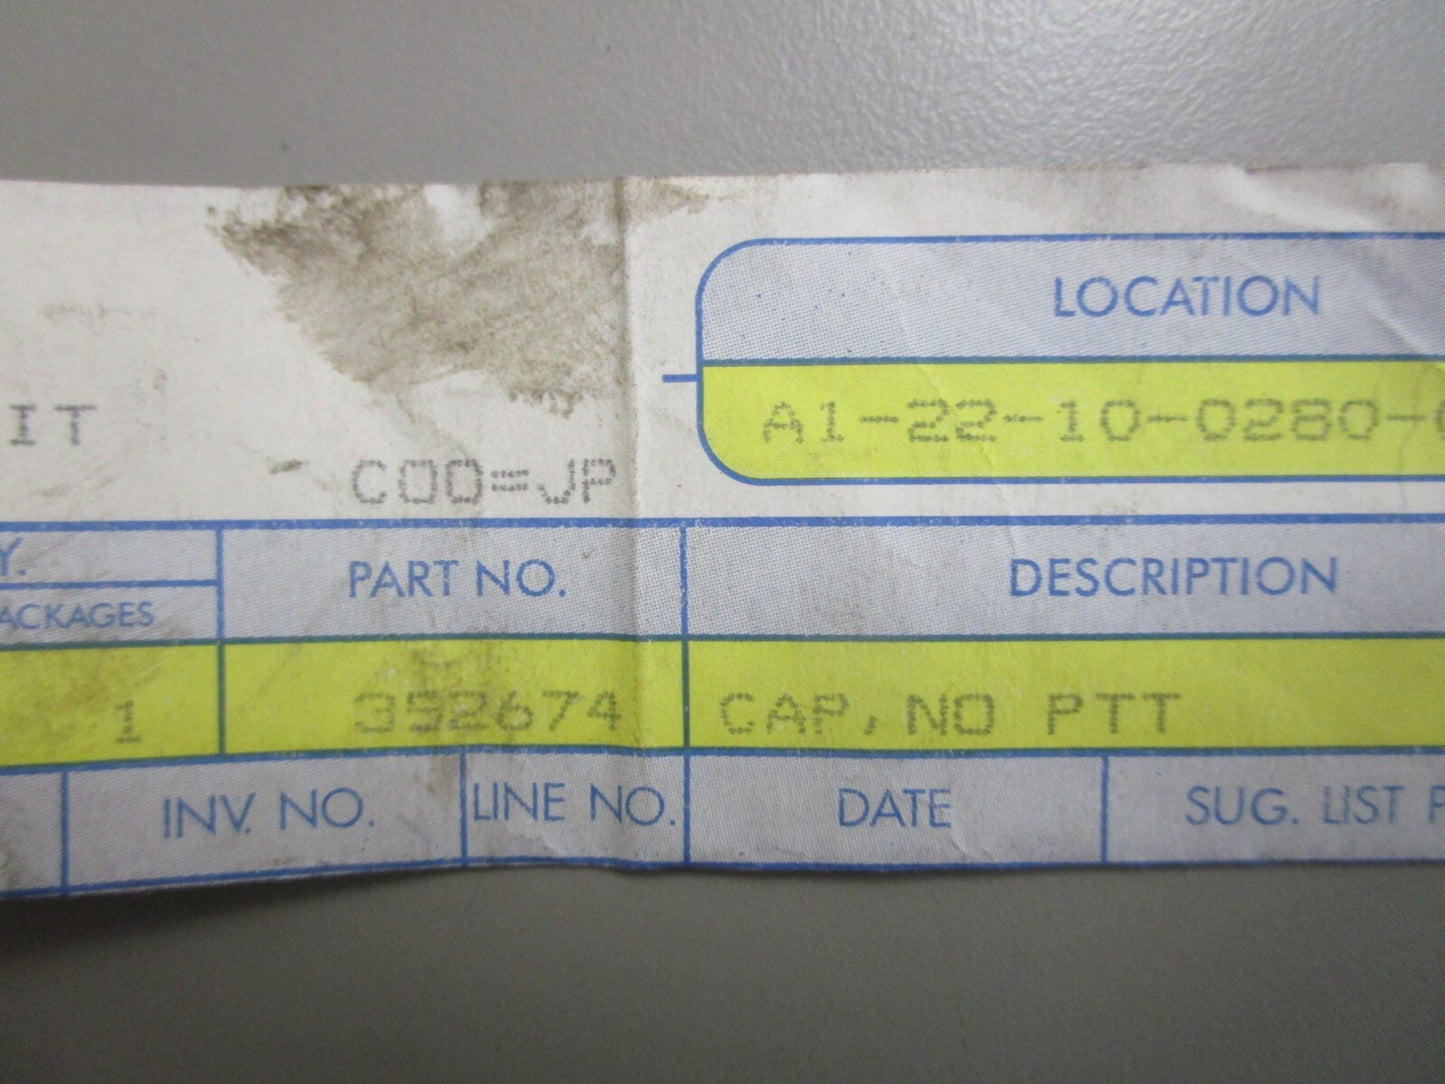 LOCATION
A1-22-10-0280-
IT
COO=JP
Y.
PART NO.
DESCRIPTION
ACKAGES
1
392674
CAP, NO PTT
INV. NO.
LINE NO.
DATE
SUG. LIST P